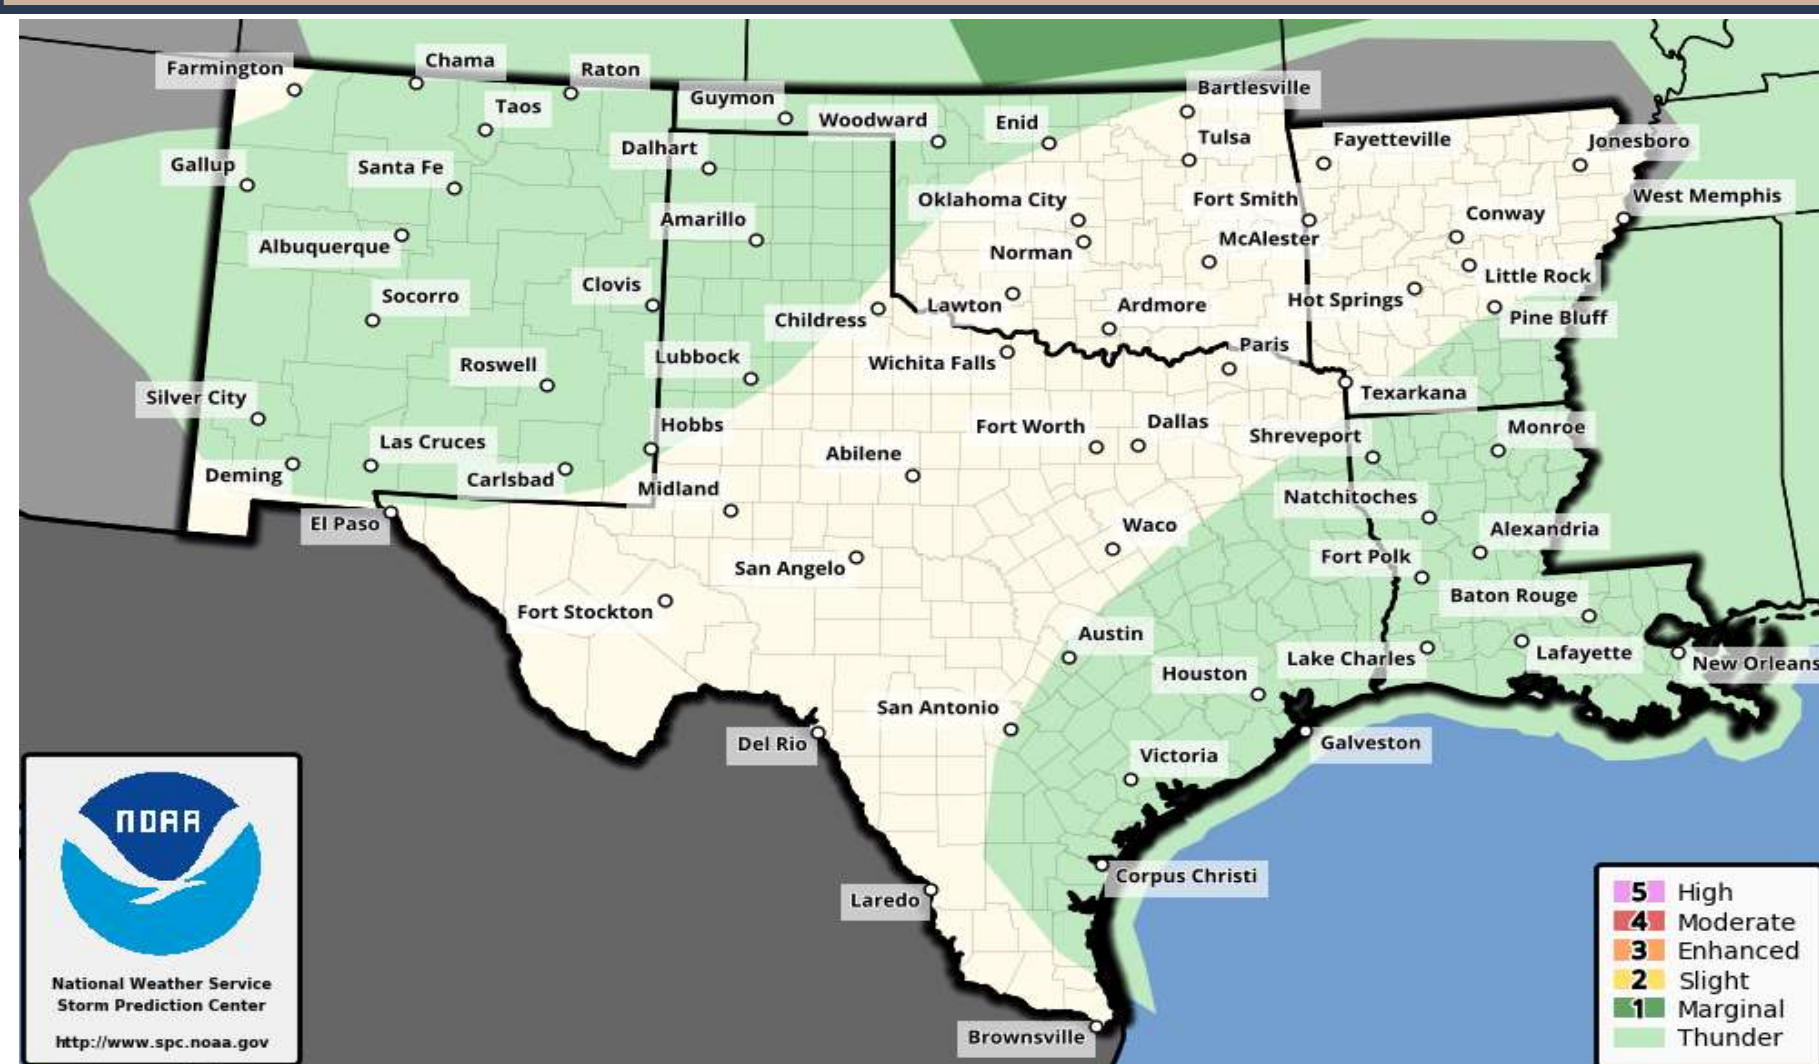 Farmington
Chama
Raton
Taos
Guymon
Woodward
Enid
Bartlesville
Tulsa
Fayetteville
Jonesboro
Gallup
Santa Fe
Dalhart
Oklahoma City
Fort Smith
Conway
West Memphis
Albuquerque
Amarillo
Norman
McAlester
Little Rock
Socorro
Clovis
Childress
Lawton
Ardmore
Hot Springs
Pine Bluff
Roswell
Lubbock
Wichita Falls
Paris
Texarkana
Silver City
Hobbs
Fort Worth
Dallas
Shreveport
Monroe
Deming
Las Cruces
Carlsbad
Midland
Abilene
Natchitoches
El Paso
San Angelo
Waco
Fort Polk
Alexandria
Fort Stockton
Austin
Baton Rouge
Houston
Lake Charles
Lafayette
New Orleans
San Antonio
Del Rio
Victoria
Galveston
Laredo
Corpus Christi
Brownsville
NOAA
National Weather Service
Storm Prediction Center
http://www.spc.noaa.gov
5 High
4 Moderate
3 Enhanced
2 Slight
1 Marginal
Thunder